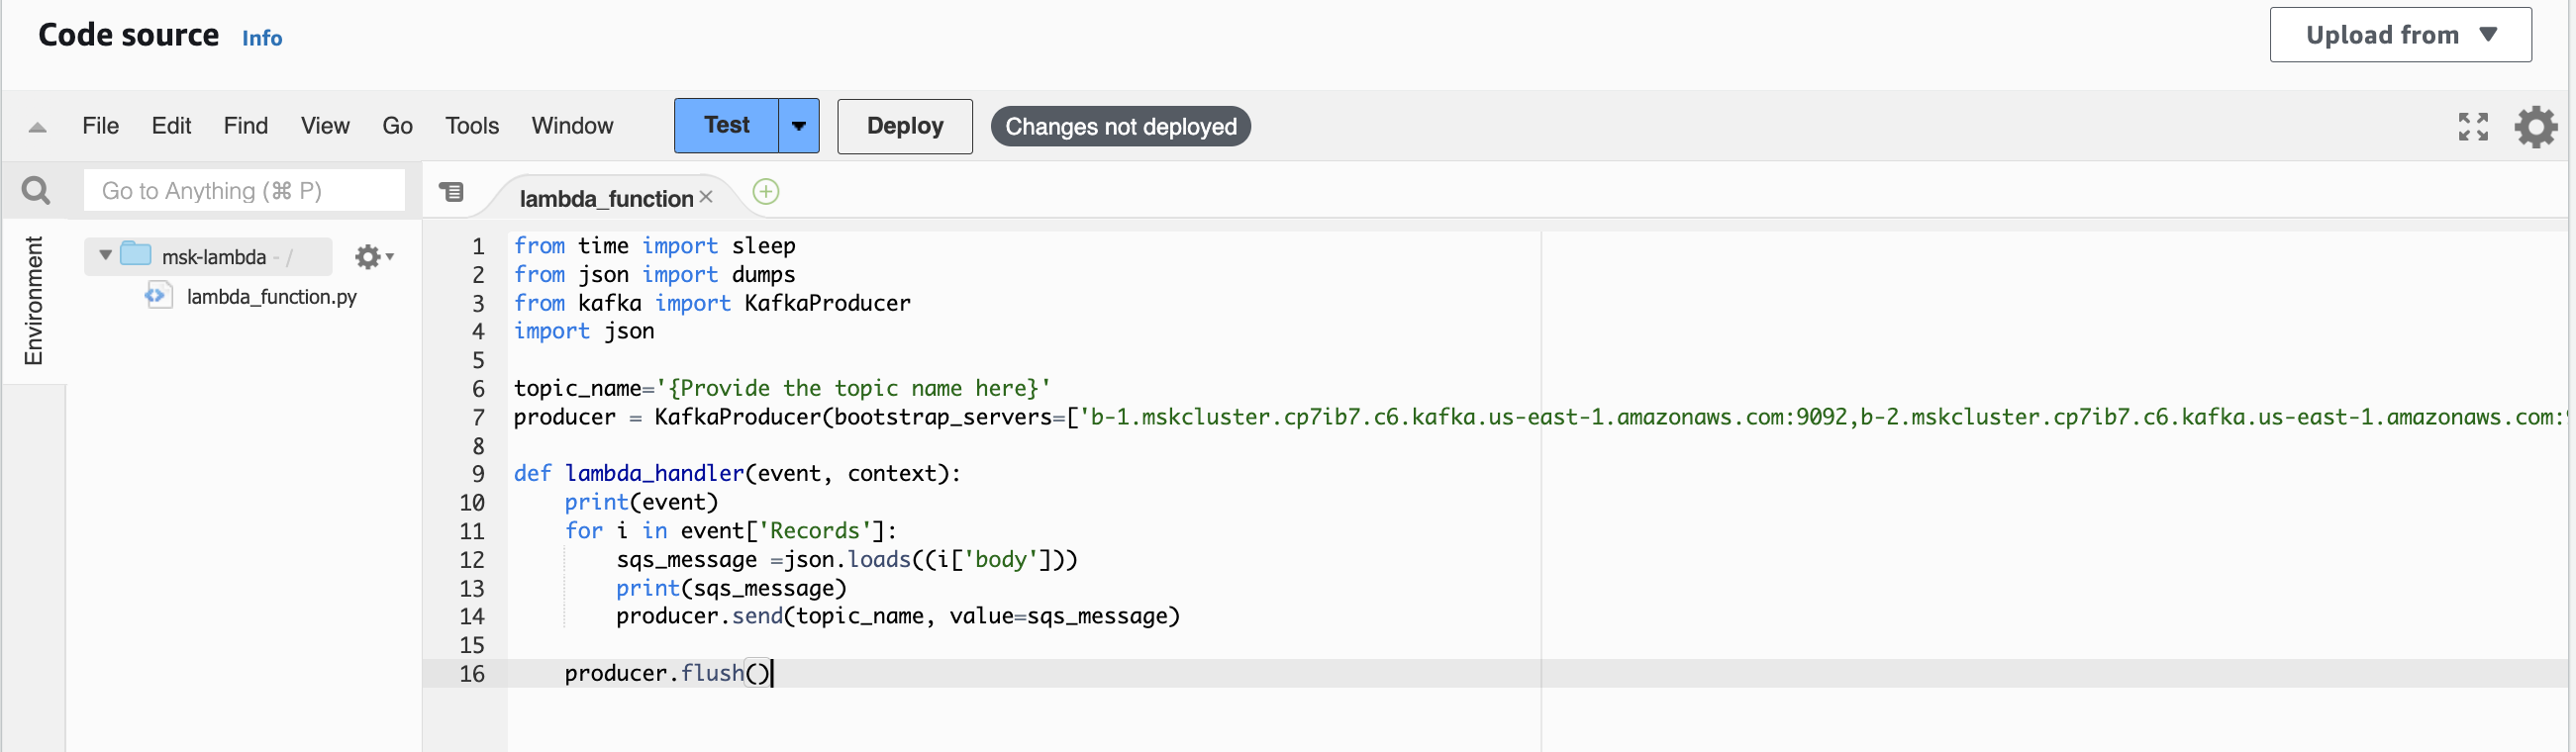 Code source Info
Upload from
File Edit Find View Go Tools Window Test Deploy Changes not deployed
Go to Anything (⌘ P)
lambda_function
Environment
msk-lambda - /
lambda_function.py
1 from time import sleep
2 from json import dumps
3 from kafka import KafkaProducer
4 import json
5
6 topic_name='{Provide the topic name here}'
7 producer = KafkaProducer(bootstrap_servers=['b-1.mskcluster.cp7ib7.c6.kafka.us-east-1.amazonaws.com:9092,b-2.mskcluster.cp7ib7.c6.kafka.us-east-1.amazonaws.com:
8
9 def lambda_handler(event, context):
10 print(event)
11 for i in event['Records']:
12 sqs_message =json.loads((i['body']))
13 print(sqs_message)
14 producer.send(topic_name, value=sqs_message)
15
16 producer.flush()